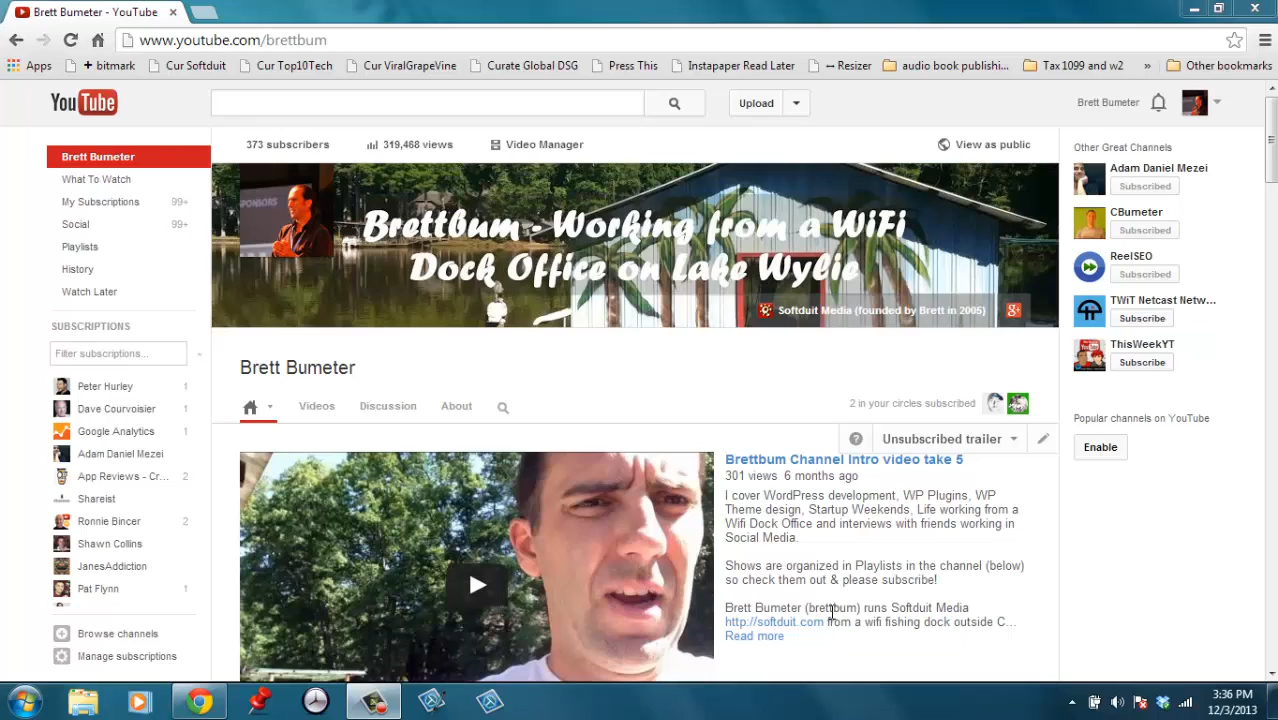 Brett Bumeter - YouTube
www.youtube.com/brettbum
Apps + bitmark Cur Softduit Cur Top10Tech Cur ViralGrapeVine Curate Global DSG Press This Instapaper Read Later ↔ Resizer audio book publishi... Tax 1099 and w2 » Other bookmarks
YouTube Upload Brett Bumeter
373 subscribers 319,468 views Video Manager View as public
Brett Bumeter
What To Watch
My Subscriptions 99+
Social 99+
Playlists
History
Watch Later
SUBSCRIPTIONS
Filter subscriptions...
Peter Hurley 1
Dave Courvoisier 1
Google Analytics 1
Adam Daniel Mezei
App Reviews - Cr... 2
Shareist
Ronnie Bincer 2
Shawn Collins
JanesAddiction
Pat Flynn
Browse channels
Manage subscriptions
SPONSORS
Brettbum - Working from a WiFi
Dock Office on Lake Wylie
Softduit Media (founded by Brett in 2005) g+
Brett Bumeter
Videos Discussion About
2 in your circles subscribed
? Unsubscribed trailer
Brettbum Channel Intro video take 5
301 views 6 months ago
I cover WordPress development, WP Plugins, WP
Theme design, Startup Weekends, Life working from a
Wifi Dock Office and interviews with friends working in
Social Media.
Shows are organized in Playlists in the channel (below)
so check them out & please subscribe!
Brett Bumeter (brettbum) runs Softduit Media
http://softduit.com from a wifi fishing dock outside C...
Read more
Other Great Channels
Adam Daniel Mezei
Subscribed
CBumeter
Subscribed
ReelSEO
Subscribed
TWiT Netcast Netw...
Subscribe
ThisWeekYT
Subscribe
Popular channels on YouTube
Enable
3:36 PM
12/3/2013